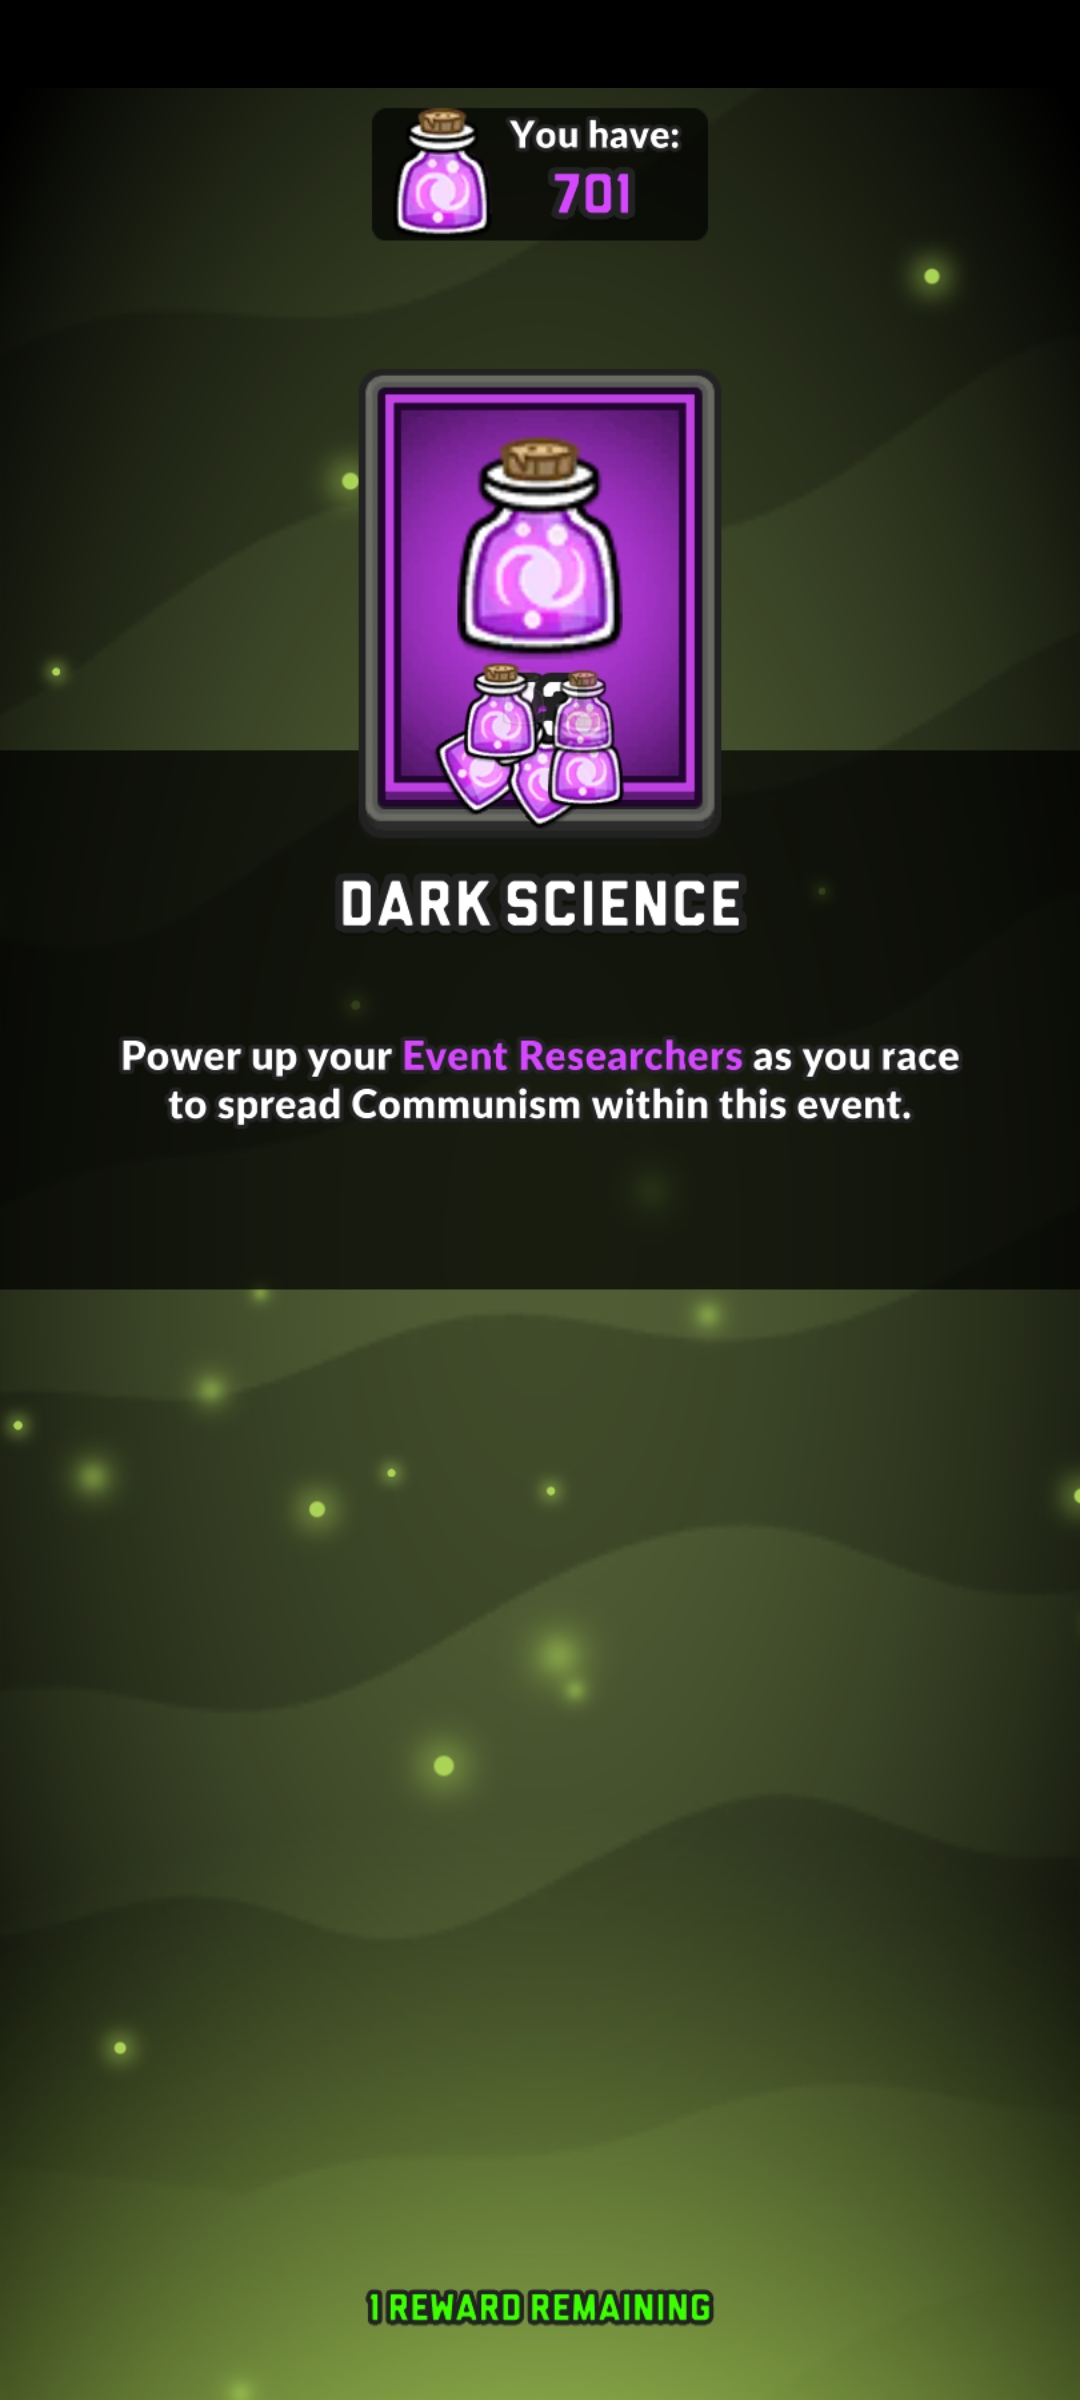 You have:
701
DARK SCIENCE
Power up your Event Researchers as you race
to spread Communism within this event.
1 REWARD REMAINING